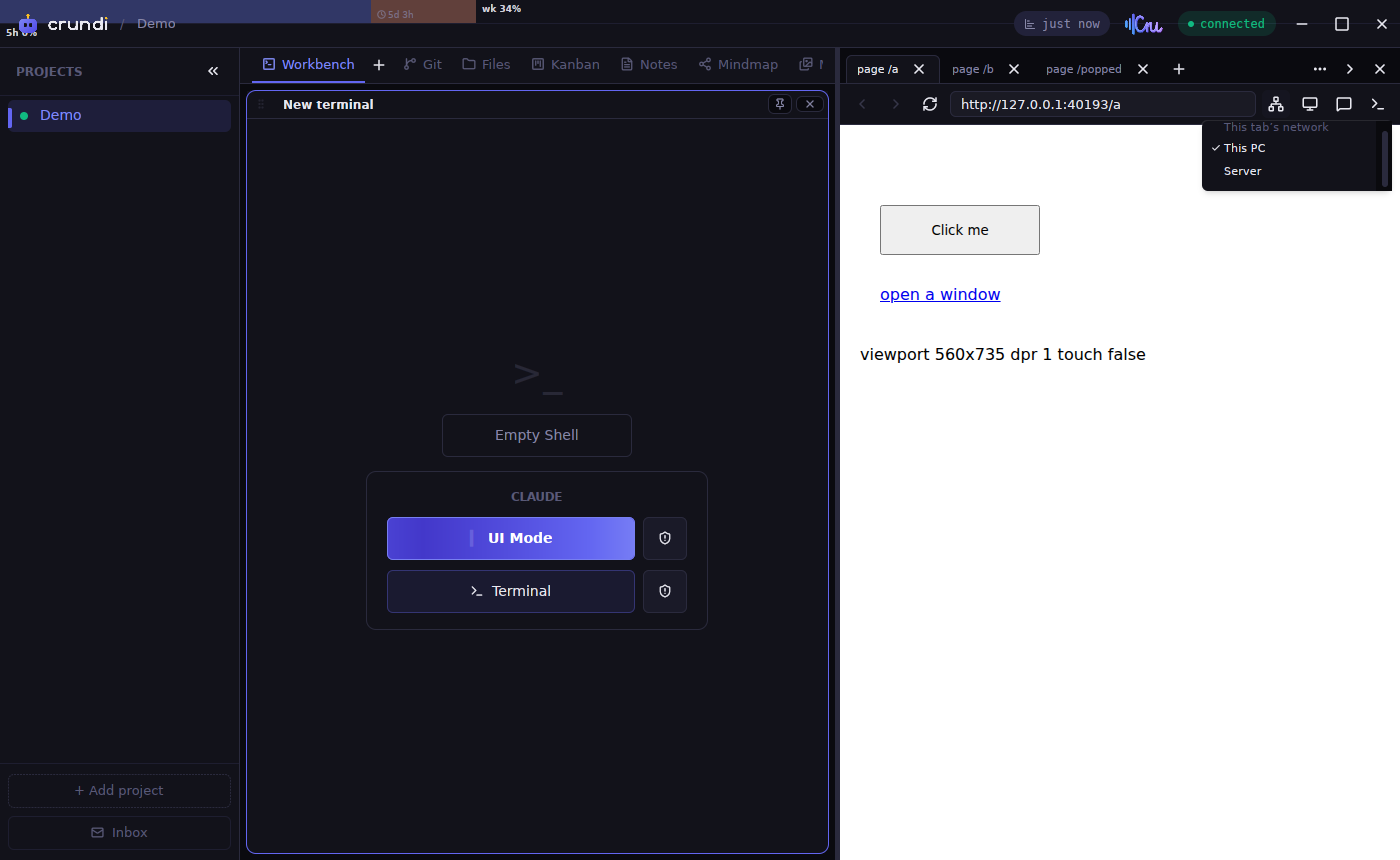 5d 3h
wk 34%
crundi / Demo
just now
Cru
connected
PROJECTS
Demo
+ Add project
Inbox
Workbench
Git
Files
Kanban
Notes
Mindmap
New terminal
>_
Empty Shell
CLAUDE
UI Mode
Terminal
page /a
page /b
page /popped
http://127.0.0.1:40193/a
This tab's network
This PC
Server
Click me
open a window
viewport 560x735 dpr 1 touch false